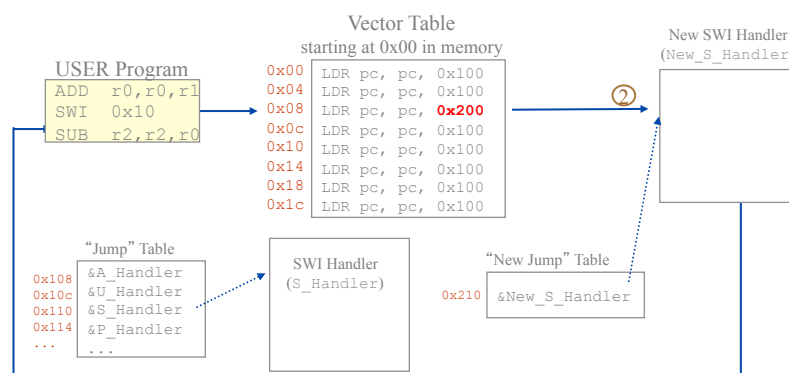 Vector Table
starting at 0x00 in memory
New SWI Handler
(New_S_Handler
USER Program
ADD r0,r0,r1
SWI 0x10
SUB r2,r2,r0
0x00 LDR pc, pc, 0x100
0x04 LDR pc, pc, 0x100
0x08 LDR pc, pc, 0x200
0x0c LDR pc, pc, 0x100
0x10 LDR pc, pc, 0x100
0x14 LDR pc, pc, 0x100
0x18 LDR pc, pc, 0x100
0x1c LDR pc, pc, 0x100
2
“Jump” Table
0x108 &A_Handler
0x10c &U_Handler
0x110 &S_Handler
0x114 &P_Handler
... ...
SWI Handler
(S_Handler)
“New Jump” Table
0x210 &New_S_Handler